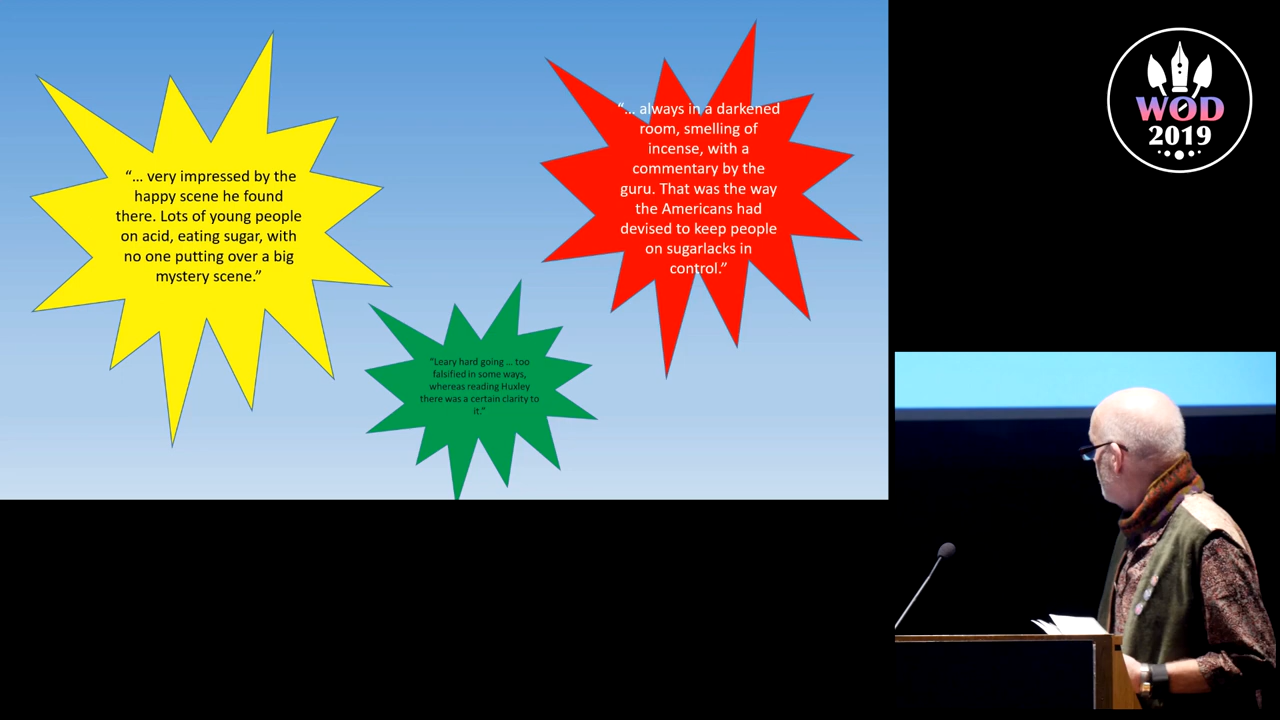 “... very impressed by the
happy scene he found
there. Lots of young people
on acid, eating sugar, with
no one putting over a big
mystery scene.”
“... always in a darkened
room, smelling of
incense, with a
commentary by the
guru. That was the way
the Americans had
devised to keep people
on sugarlacks in
control.”
“Leary hard going ... too
falsified in some ways,
whereas reading Huxley
there was a certain clarity to
it.”
WOD
2019